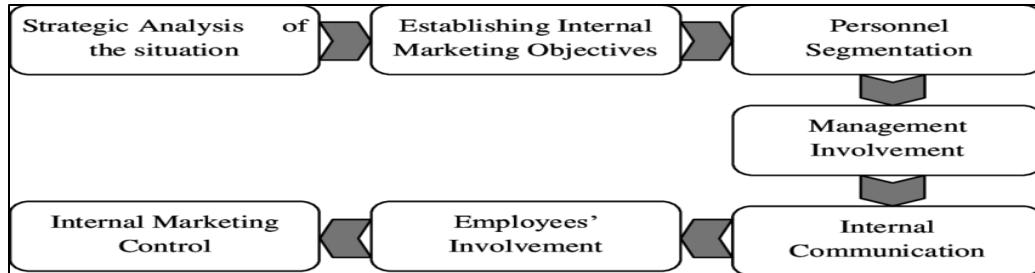 Strategic Analysis of
the situation
Establishing Internal
Marketing Objectives
Personnel
Segmentation
Management
Involvement
Internal
Communication
Employees’
Involvement
Internal Marketing
Control